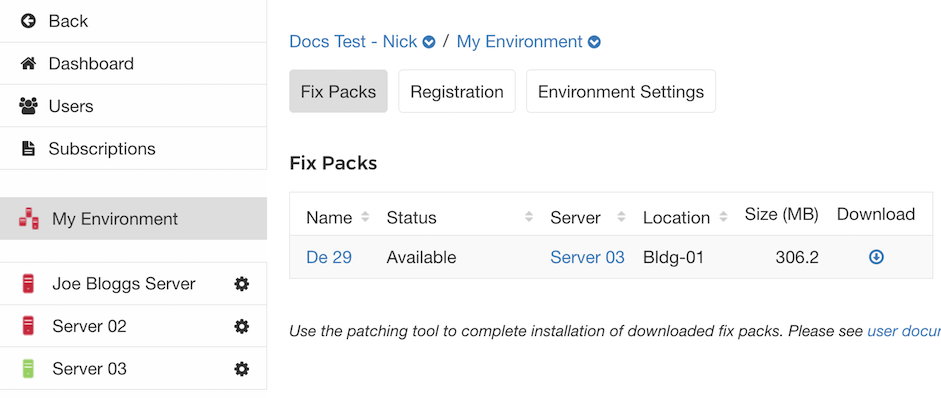 Back
Dashboard
Users
Subscriptions
My Environment
Joe Bloggs Server
Server 02
Server 03
Docs Test - Nick / My Environment
Fix Packs Registration Environment Settings
Fix Packs
Name Status Server Location Size (MB) Download
De 29 Available Server 03 Bldg-01 306.2
Use the patching tool to complete installation of downloaded fix packs. Please see user